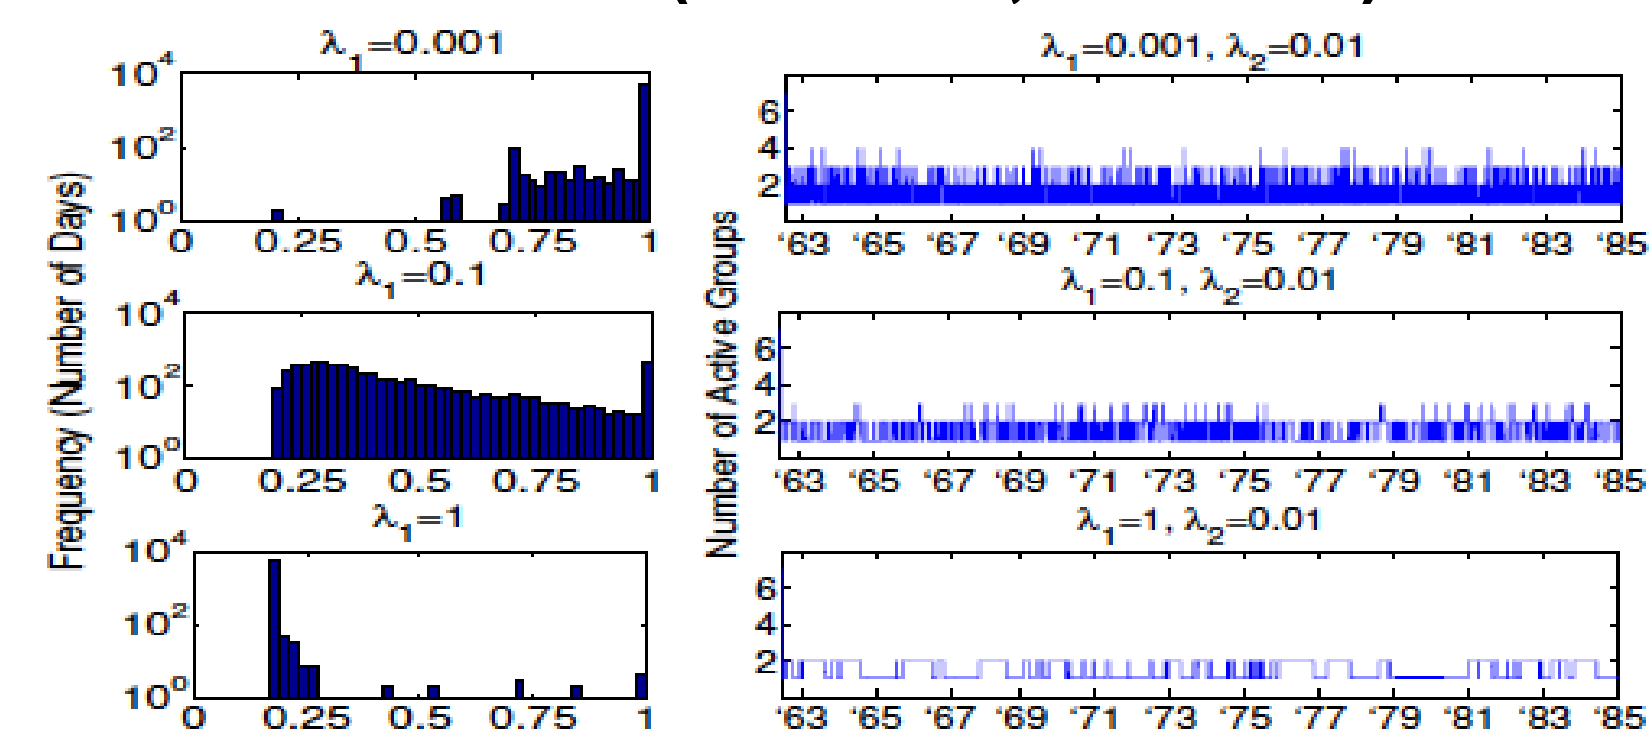 λ1=0.001
10^4
10^2
10^0
0 0.25 0.5 0.75 1
λ1=0.1
10^4
10^2
10^0
0 0.25 0.5 0.75 1
λ1=1
10^4
10^2
10^0
0 0.25 0.5 0.75 1
Frequency (Number of Days)
λ1=0.001, λ2=0.01
6
4
2
‘63 ‘65 ‘67 ‘69 ‘71 ‘73 ‘75 ‘77 ‘79 ‘81 ‘83 ‘85
λ1=0.1, λ2=0.01
6
4
2
‘63 ‘65 ‘67 ‘69 ‘71 ‘73 ‘75 ‘77 ‘79 ‘81 ‘83 ‘85
λ1=1, λ2=0.01
6
4
2
‘63 ‘65 ‘67 ‘69 ‘71 ‘73 ‘75 ‘77 ‘79 ‘81 ‘83 ‘85
Number of Active Groups